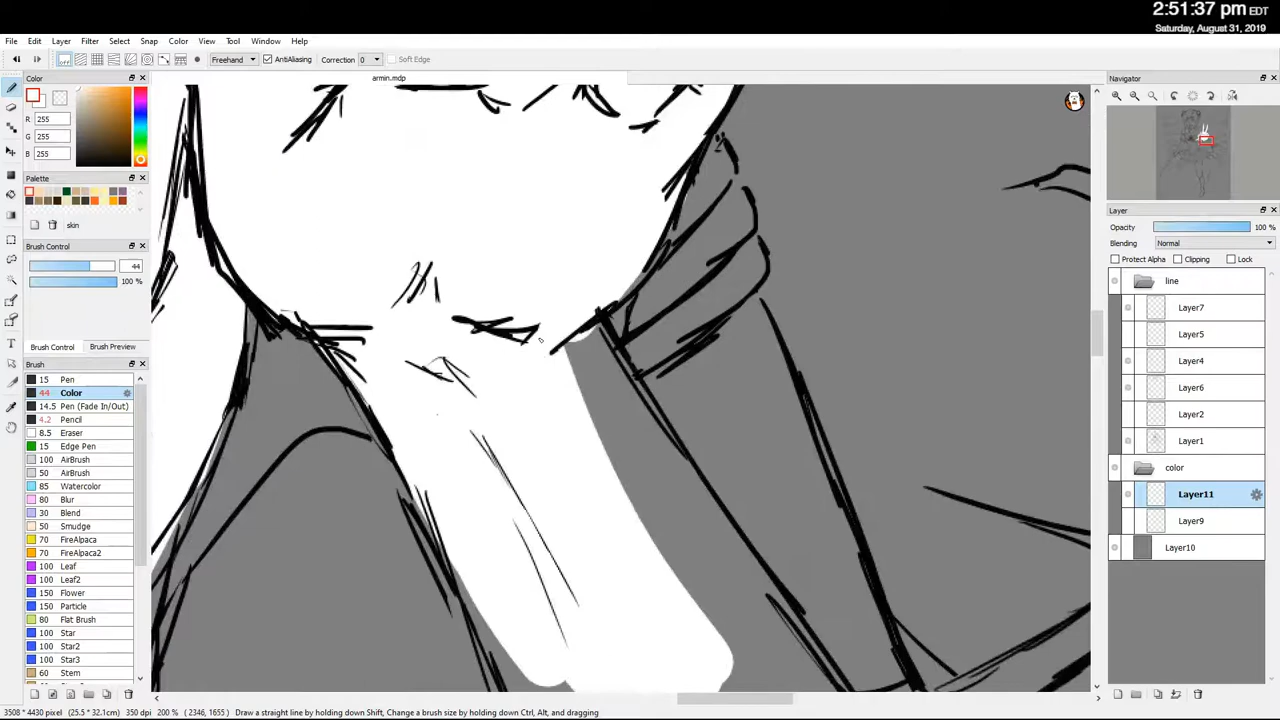 2:51:37 pm EDT
Saturday, August 31, 2019
File Edit Layer Filter Select Snap Color View Tool Window Help
OFF Freehand AntiAliasing Correction 0 Soft Edge
armin.mdp
Color
R 255
G 255
B 255
Palette
skin
Brush Control
44
100 %
Brush Control Brush Preview
Brush
15 Pen
44 Color
14.5 Pen (Fade In/Out)
4.2 Pencil
8.5 Eraser
15 Edge Pen
100 AirBrush
50 AirBrush
85 Watercolor
80 Blur
30 Blend
50 Smudge
70 FireAlpaca
70 FireAlpaca2
100 Leaf
100 Leaf2
150 Flower
150 Particle
80 Flat Brush
100 Star
100 Star2
100 Star3
60 Stem
Navigator
Layer
Opacity 100 %
Blending Normal
Protect Alpha Clipping Lock
line
Layer7
Layer5
Layer4
Layer6
Layer2
Layer1
color
Layer11
Layer9
Layer10
3508 * 4430 pixel (25.5 * 32.1cm) 350 dpi 200 % (2346, 1655) Draw a straight line by holding down Shift, Change a brush size by holding down Ctrl, Alt, and dragging